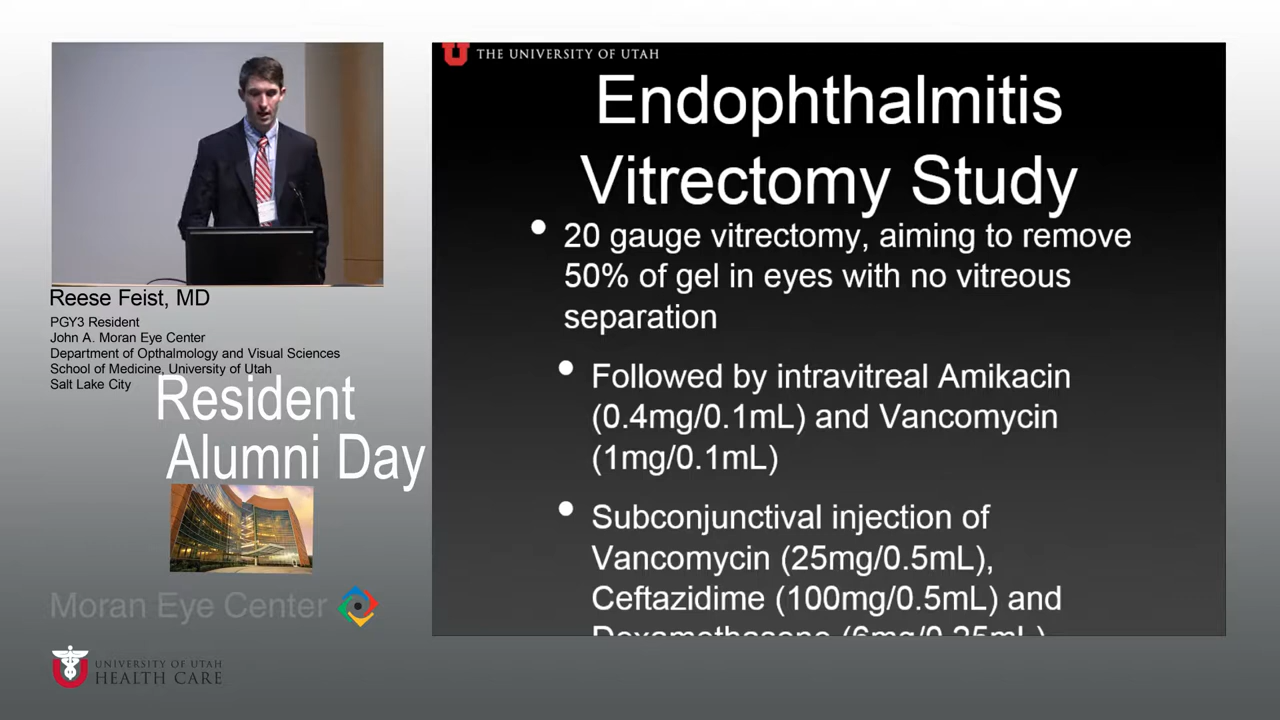 THE UNIVERSITY OF UTAH
Endophthalmitis
Vitrectomy Study
• 20 gauge vitrectomy, aiming to remove
50% of gel in eyes with no vitreous
separation
• Followed by intravitreal Amikacin
(0.4mg/0.1mL) and Vancomycin
(1mg/0.1mL)
• Subconjunctival injection of
Vancomycin (25mg/0.5mL),
Ceftazidime (100mg/0.5mL) and
Dexamethasone (6mg/0.25mL)
Reese Feist, MD
PGY3 Resident
John A. Moran Eye Center
Department of Opthalmology and Visual Sciences
School of Medicine, University of Utah
Salt Lake City
Resident
Alumni Day
Moran Eye Center
UNIVERSITY OF UTAH
HEALTH CARE